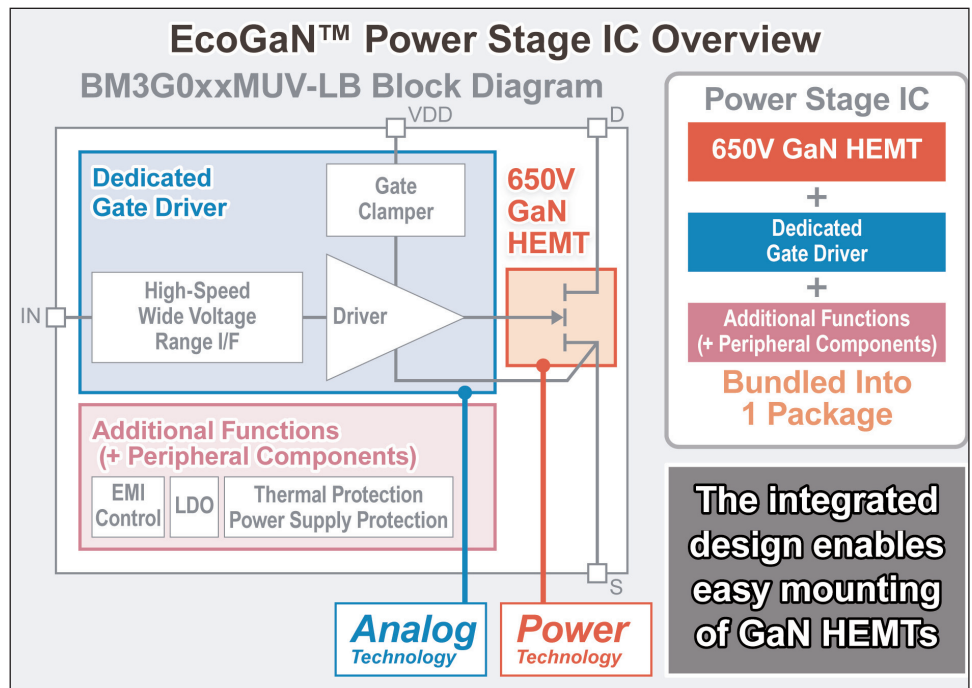 EcoGaN™ Power Stage IC Overview
BM3G0xxMUV-LB Block Diagram
VDD
D
Dedicated
Gate Driver
Gate
Clamper
650V
GaN
HEMT
IN
High-Speed
Wide Voltage
Range I/F
Driver
Additional Functions
(+ Peripheral Components)
EMI
Control
LDO
Thermal Protection
Power Supply Protection
S
Analog
Technology
Power
Technology
Power Stage IC
650V GaN HEMT
+
Dedicated
Gate Driver
+
Additional Functions
(+ Peripheral Components)
Bundled Into
1 Package
The integrated
design enables
easy mounting
of GaN HEMTs